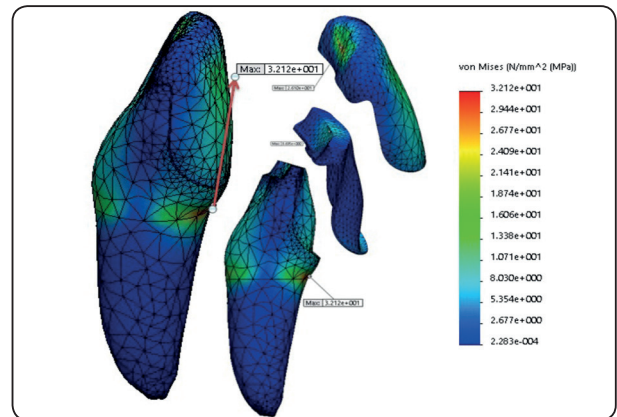 Max: 3.212e+001
von Mises (N/mm^2 (MPa))
3.212e+001
2.944e+001
2.677e+001
2.409e+001
2.141e+001
1.874e+001
1.606e+001
1.338e+001
1.071e+001
8.030e+000
5.354e+000
2.677e+000
2.283e-004
Max: 3.212e+001